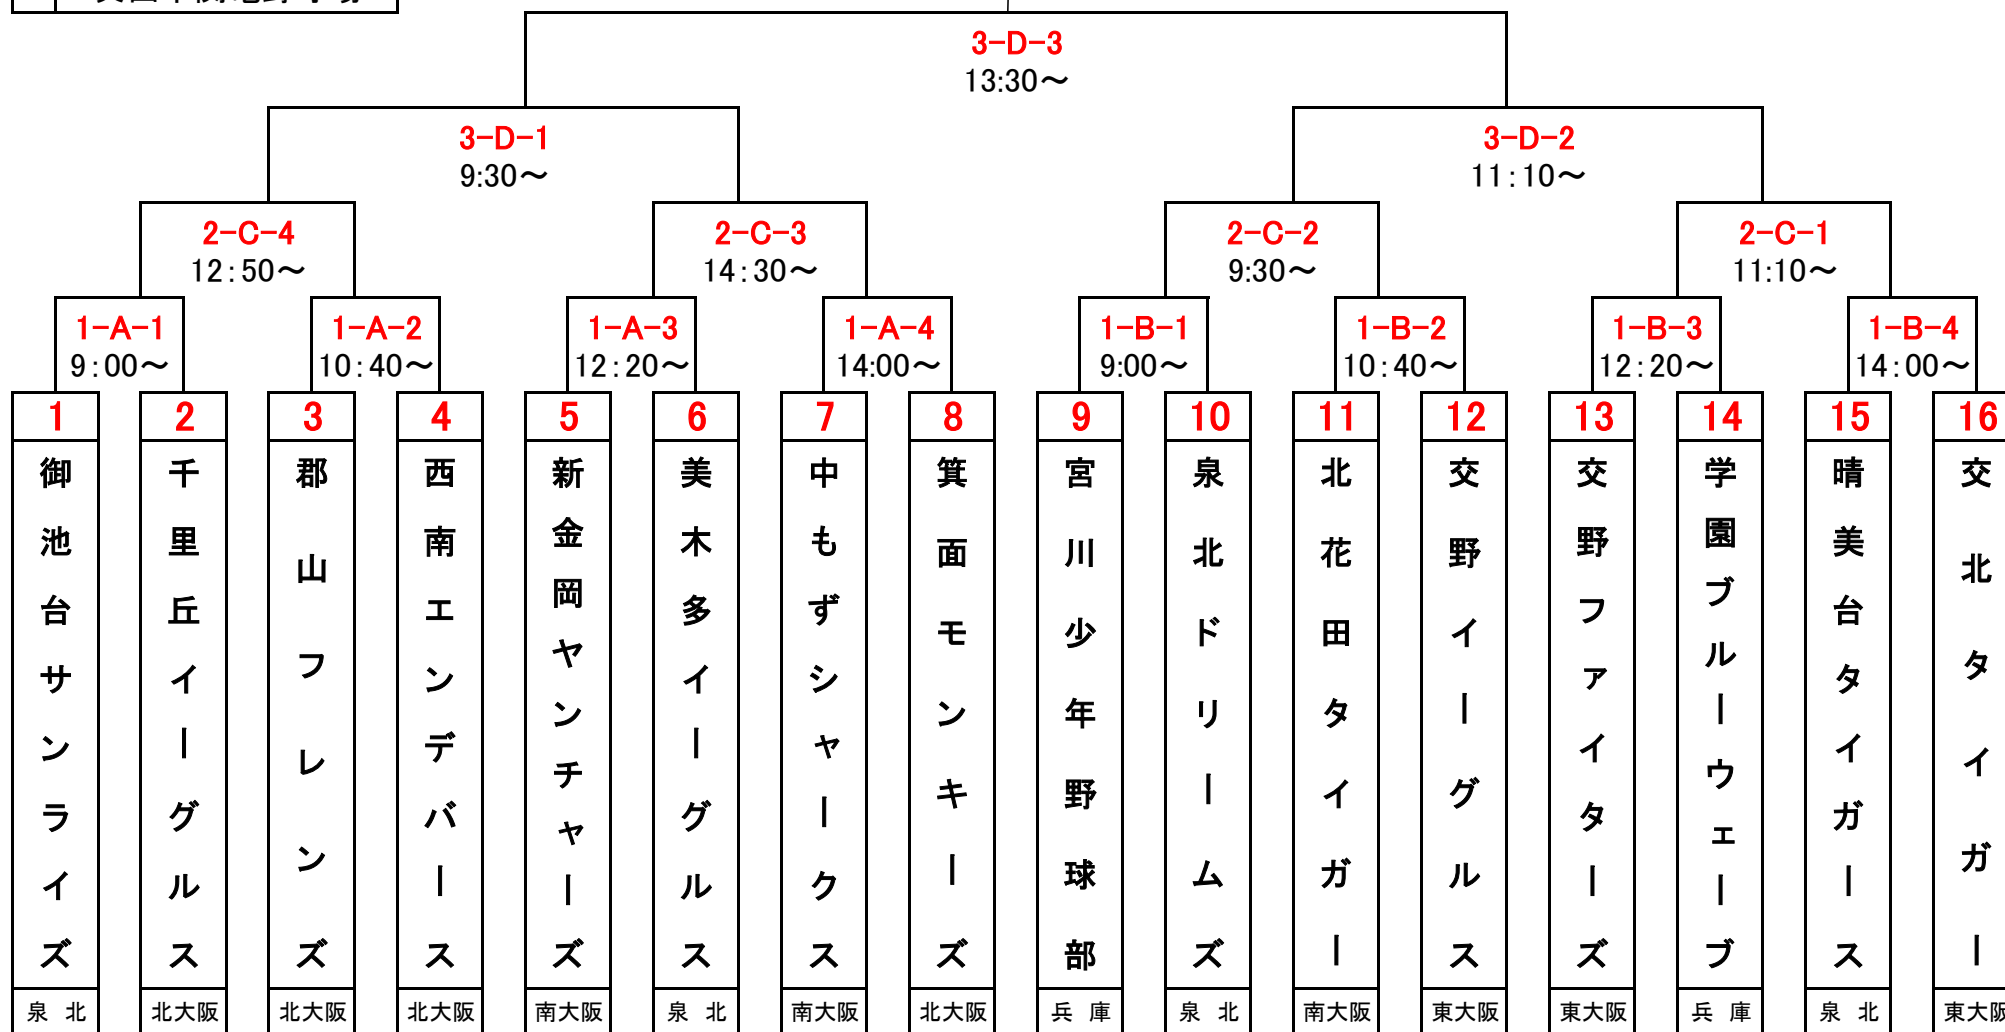 3-D-3
13:30～
3-D-1
9:30～
3-D-2
11:10～
2-C-4
12:50～
2-C-3
14:30～
2-C-2
9:30～
2-C-1
11:10～
1-A-1
9:00～
1-A-2
10:40～
1-A-3
12:20～
1-A-4
14:00～
1-B-1
9:00～
1-B-2
10:40～
1-B-3
12:20～
1-B-4
14:00～
1
御池台サンライズ
泉 北
2
千里丘イーグルス
北大阪
3
郡山フレンズ
北大阪
4
西南エンデバース
北大阪
5
新金岡ヤンチャーズ
南大阪
6
美木多イーグルス
泉 北
7
中もずシャークス
南大阪
8
箕面モンキーズ
北大阪
9
宮川少年野球部
兵 庫
10
泉北ドリームズ
泉 北
11
北花田タイガー
南大阪
12
交野イーグルス
東大阪
13
交野ファイターズ
東大阪
14
学園ブルーウェーブ
兵 庫
15
晴美台タイガース
泉 北
16
交北タイガー
東大阪